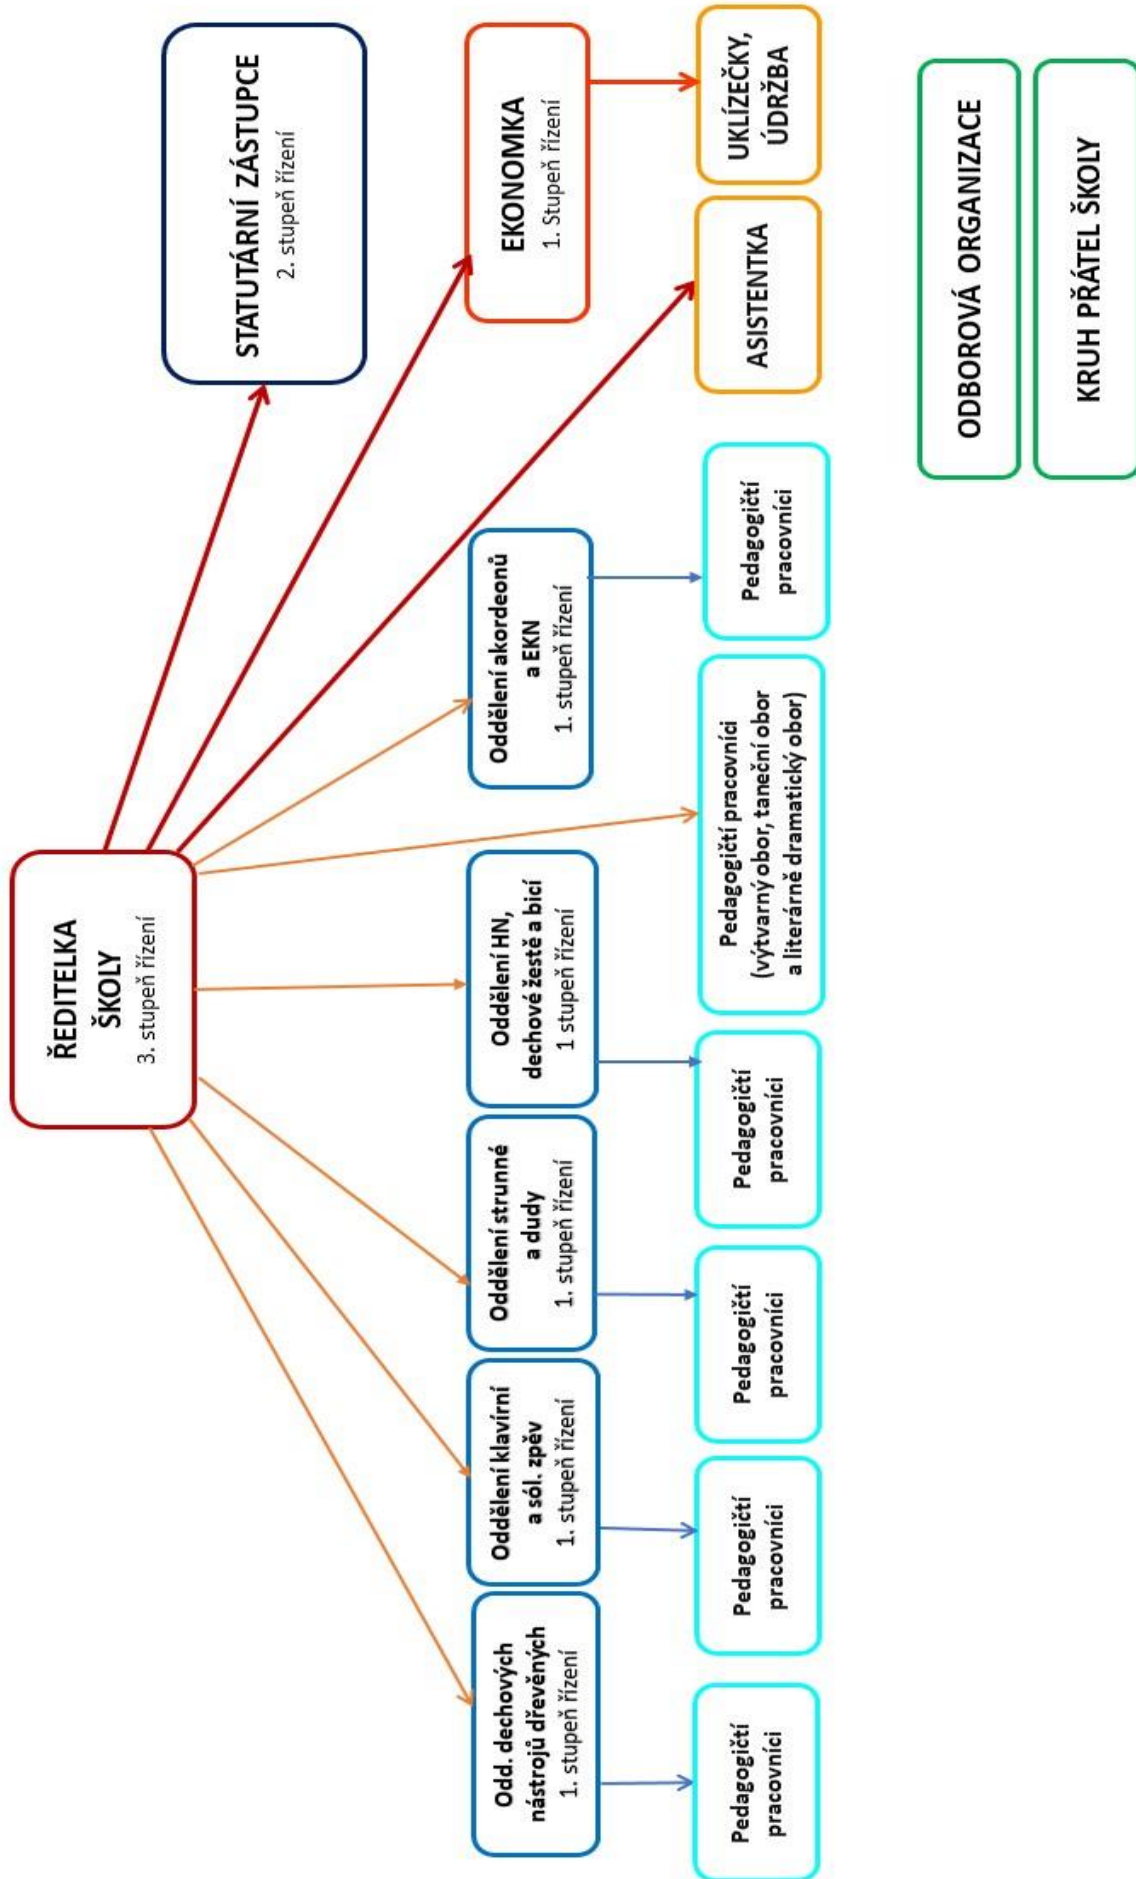 ŘEDITELKA
ŠKOLY
3. stupeň řízení
STATUTÁRNÍ ZÁSTUPCE
2. stupeň řízení
Odd. dechových
nástrojů dřevěných
1. stupeň řízení
Oddělení klavírní
a sól. zpěv
1. stupeň řízení
Oddělení strunné
a dudy
1. stupeň řízení
Oddělení HN,
dechové žestě a bicí
1 stupeň řízení
Oddělení akordeonů
a EKN
1. stupeň řízení
EKONOMKA
1. Stupeň řízení
Pedagogičtí
pracovníci
Pedagogičtí
pracovníci
Pedagogičtí
pracovníci
Pedagogičtí
pracovníci
Pedagogičtí pracovníci
(výtvarný obor, taneční obor
a literárně dramatický obor)
Pedagogičtí
pracovníci
ASISTENTKA
UKLÍZEČKY,
ÚDRŽBA
ODBOROVÁ ORGANIZACE
KRUH PŘÁTEL ŠKOLY